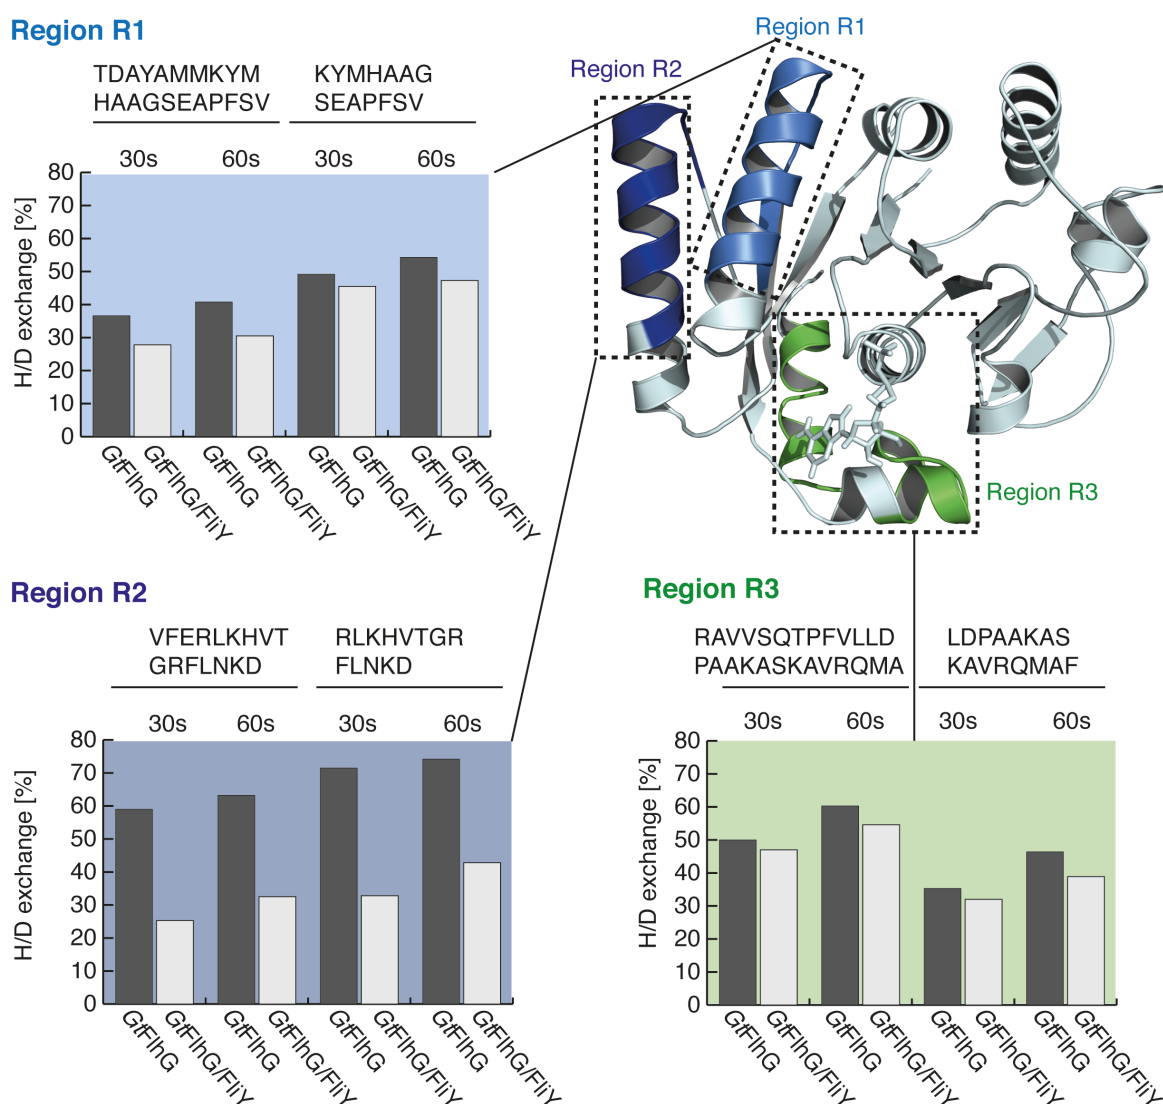 Region R1
TDAYAMMKYM
HAAGSEAPFSV
KYMHAAG
SEAPFSV
30s 60s 30s 60s
H/D exchange [%]
80
70
60
50
40
30
20
10
0
GtFlhG
GtFlhG/FliY
GtFlhG
GtFlhG/FliY
GtFlhG
GtFlhG/FliY
GtFlhG
GtFlhG/FliY
Region R1
Region R2
Region R3
Region R2
VFERLKHVT
GRFLNKD
RLKHVTGR
FLNKD
30s 60s 30s 60s
H/D exchange [%]
80
70
60
50
40
30
20
10
0
GtFlhG
GtFlhG/FliY
GtFlhG
GtFlhG/FliY
GtFlhG
GtFlhG/FliY
GtFlhG
GtFlhG/FliY
Region R3
RAVVSQTPFVLLD
PAAKASKAVRQMA
LDPAAKAS
KAVRQMAF
30s 60s 30s 60s
H/D exchange [%]
80
70
60
50
40
30
20
10
0
GtFlhG
GtFlhG/FliY
GtFlhG
GtFlhG/FliY
GtFlhG
GtFlhG/FliY
GtFlhG
GtFlhG/FliY